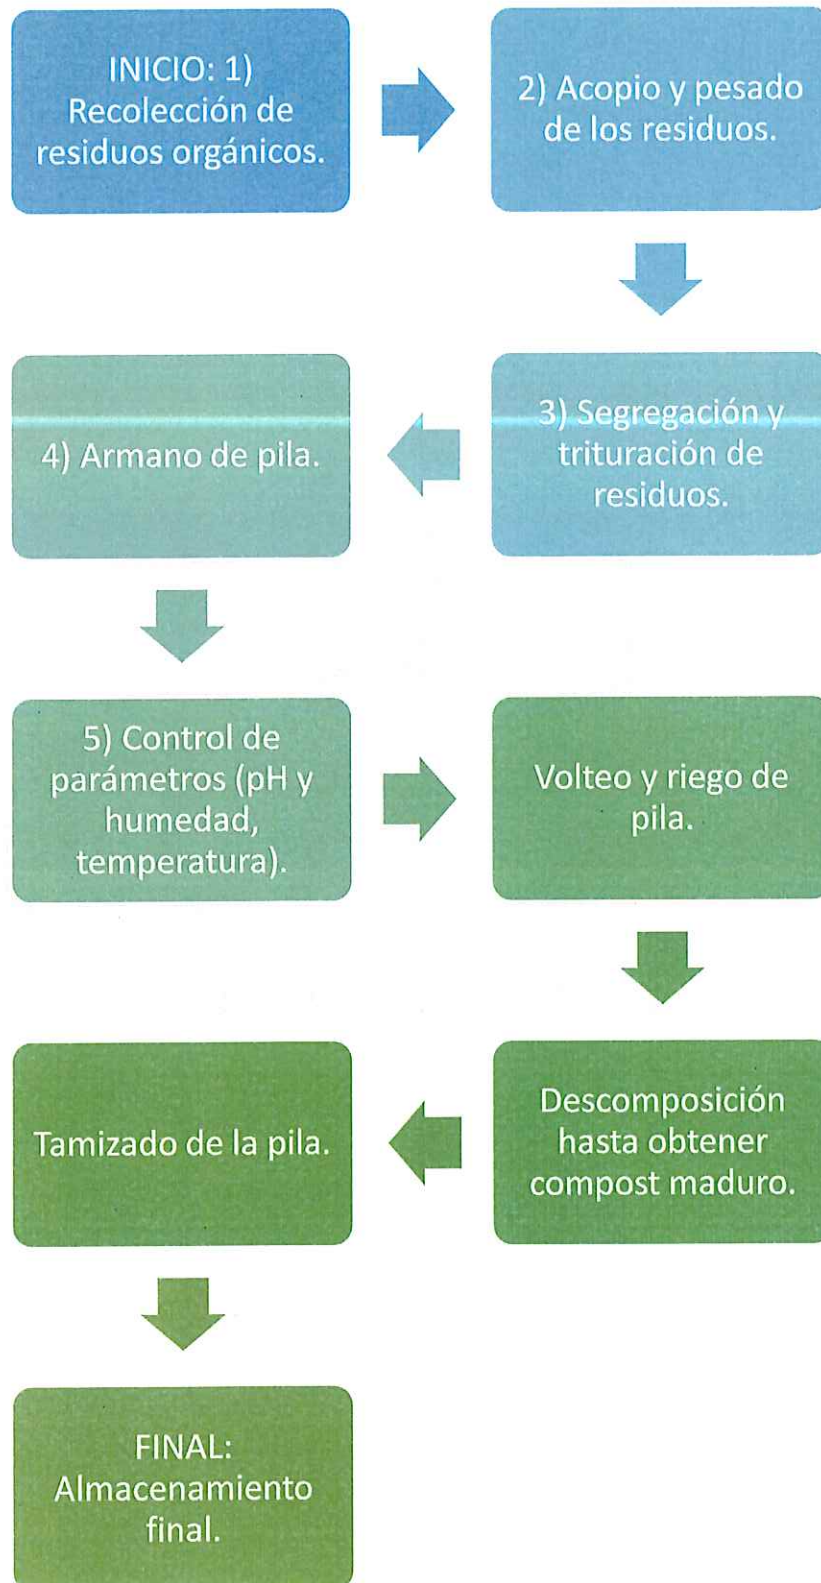 INICIO: 1)
Recolección de
residuos orgánicos.
2) Acopio y pesado
de los residuos.
3) Segregación y
trituración de
residuos.
4) Armano de pila.
5) Control de
parámetros (pH y
humedad,
temperatura).
Volteo y riego de
pila.
Descomposición
hasta obtener
compost maduro.
Tamizado de la pila.
FINAL:
Almacenamiento
final.